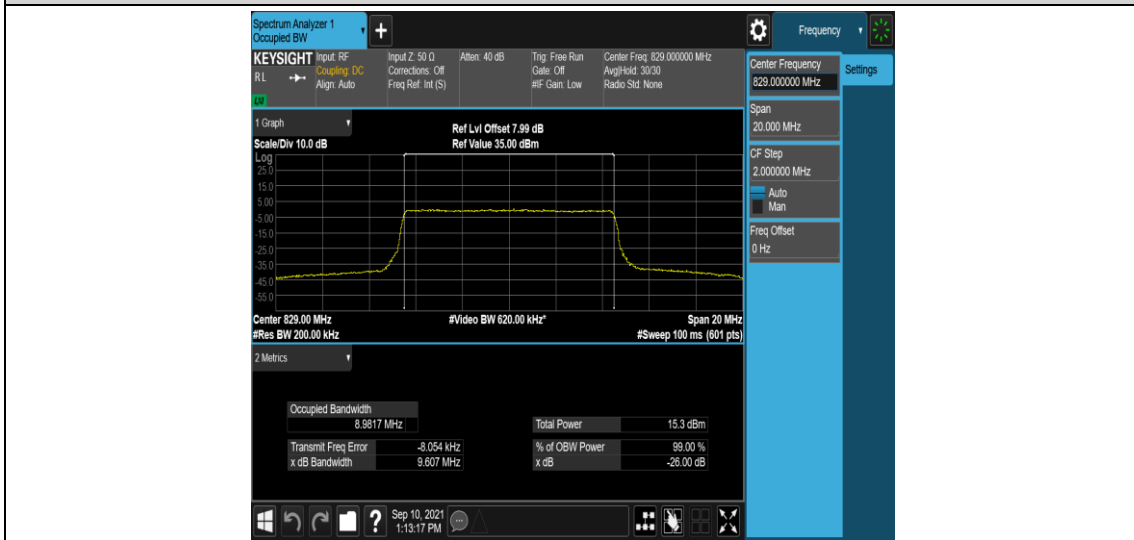 Spectrum Analyzer 1
Occupied BW
+
Frequency
KEYSIGHT Input: RF Input Z: 50 Ω Atten: 40 dB Trig: Free Run Center Freq: 829.000000 MHz
RL Coupling: DC Corrections: Off Gate: Off Avg|Hold: 30/30
Align: Auto Freq Ref: Int (S) #IF Gain: Low Radio Std: None
Center Frequency
829.000000 MHz
Settings
Span
20.000 MHz
CF Step
2.000000 MHz
Auto
Man
Freq Offset
0 Hz
1 Graph
Ref Lvl Offset 7.99 dB
Scale/Div 10.0 dB Ref Value 35.00 dBm
Log
25.0
15.0
5.00
-5.00
-15.0
-25.0
-35.0
-45.0
-55.0
Center 829.00 MHz #Video BW 620.00 kHz* Span 20 MHz
#Res BW 200.00 kHz #Sweep 100 ms (601 pts)
2 Metrics
Occupied Bandwidth
8.9817 MHz Total Power 15.3 dBm
Transmit Freq Error -8.054 kHz % of OBW Power 99.00 %
x dB Bandwidth 9.607 MHz x dB -26.00 dB
? Sep 10, 2021
1:13:17 PM